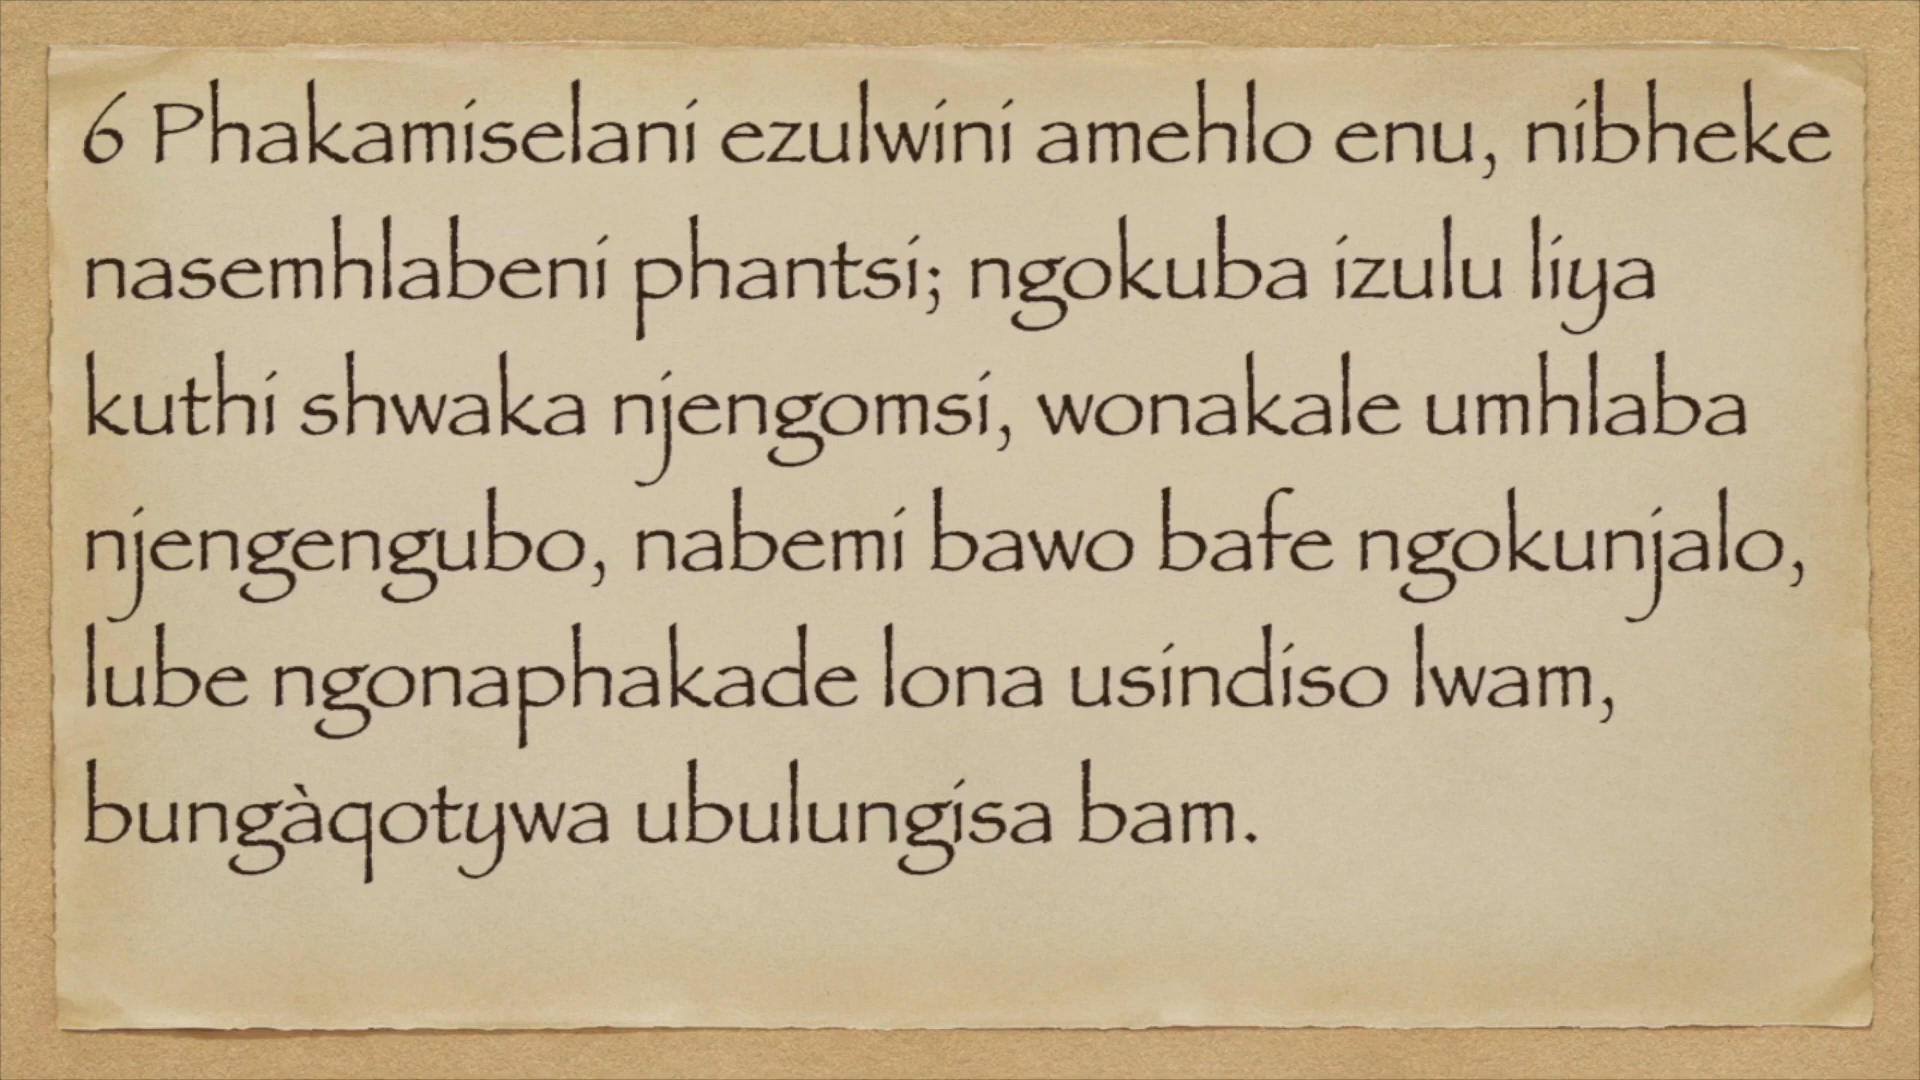 6 Phakamiselani ezulwini amehlo enu, nibheke
nasemhlabeni phantsi; ngokuba izulu liya
kuthi shwaka njengomsi, wonakale umhlaba
njengengubo, nabemi bawo bafe ngokunjalo,
lube ngonaphakade lona usindiso lwam,
bungàqotywa ubulungisa bam.